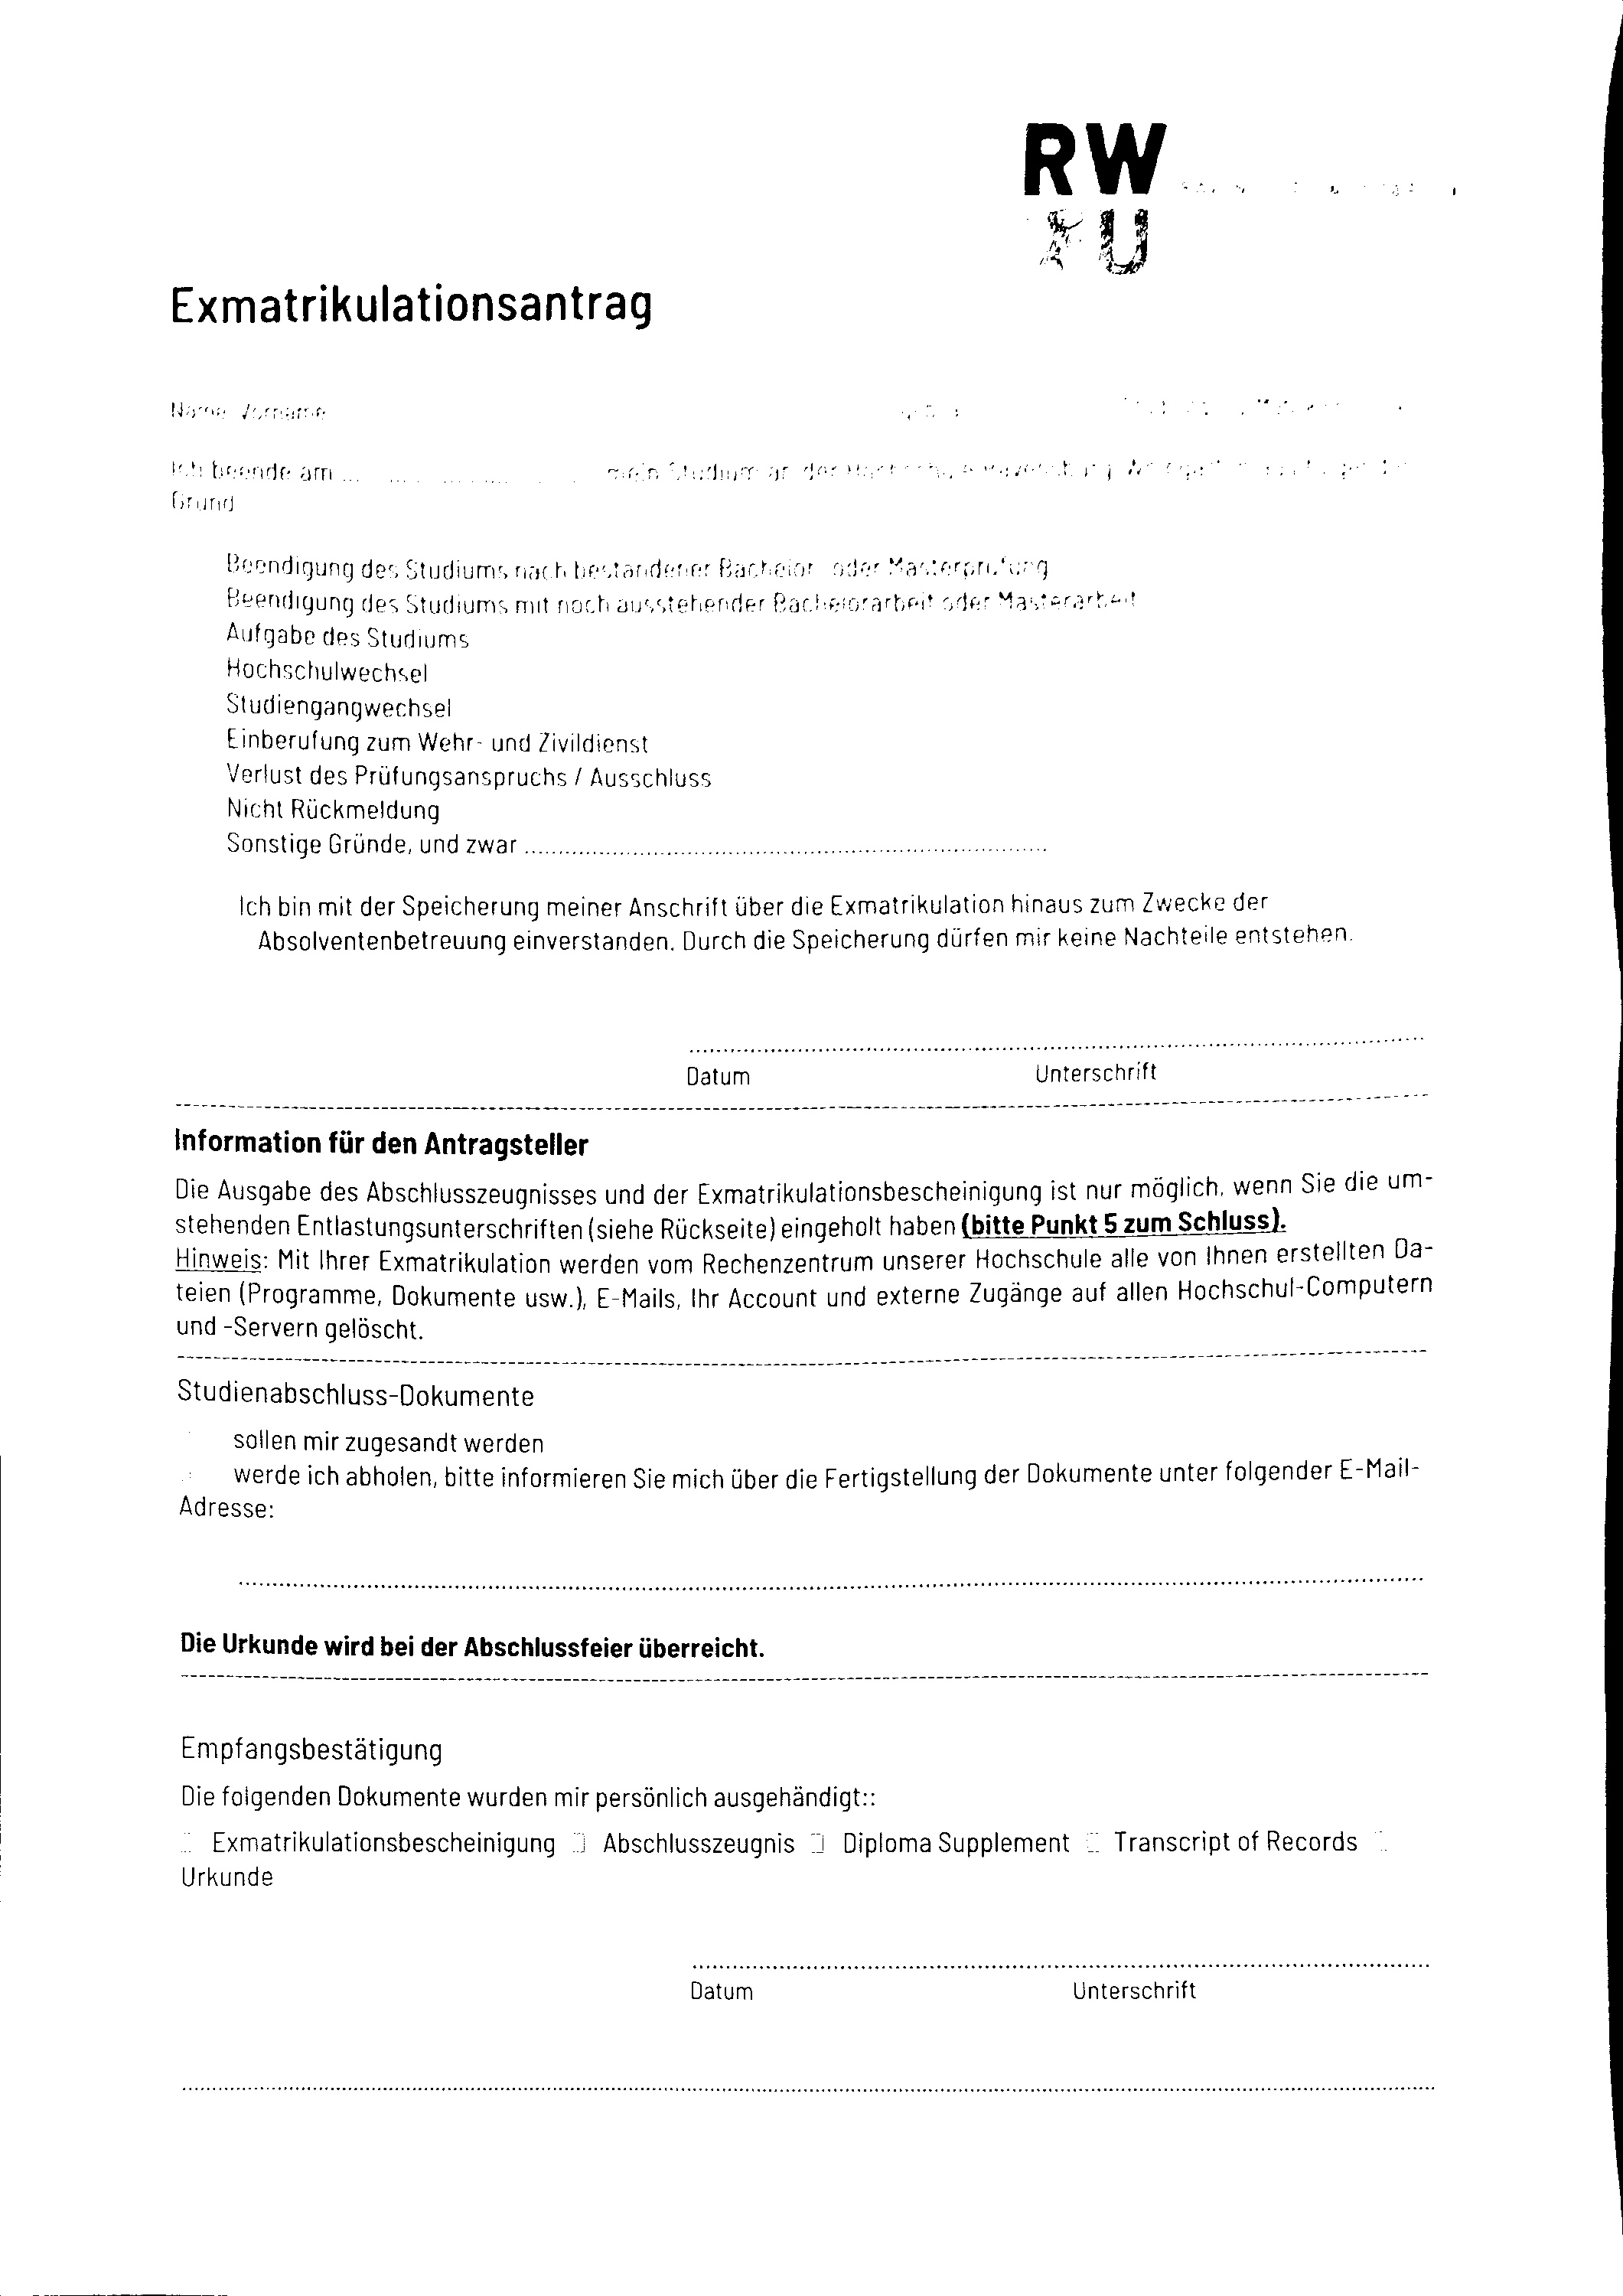 RW
U
Exmatrikulationsantrag
Name Vorname
Ich beende am ... mein Studium an der
Grund
Beendigung des Studiums nach bestandener Bachelor- oder Masterprüfung
Beendigung des Studiums mit noch ausstehender Bachelorarbeit oder Masterarbeit
Aufgabe des Studiums
Hochschulwechsel
Studiengangwechsel
Einberufung zum Wehr- und Zivildienst
Verlust des Prüfungsanspruchs / Ausschluss
Nicht Rückmeldung
Sonstige Gründe, und zwar ...
Ich bin mit der Speicherung meiner Anschrift über die Exmatrikulation hinaus zum Zwecke der
Absolventenbetreuung einverstanden. Durch die Speicherung dürfen mir keine Nachteile entstehen.
Datum Unterschrift
Information für den Antragsteller
Die Ausgabe des Abschlusszeugnisses und der Exmatrikulationsbescheinigung ist nur möglich, wenn Sie die um-
stehenden Entlastungsunterschriften (siehe Rückseite) eingeholt haben (bitte Punkt 5 zum Schluss).
Hinweis: Mit Ihrer Exmatrikulation werden vom Rechenzentrum unserer Hochschule alle von Ihnen erstellten Da-
teien (Programme, Dokumente usw.), E-Mails, Ihr Account und externe Zugänge auf allen Hochschul-Computern
und -Servern gelöscht.
Studienabschluss-Dokumente
sollen mir zugesandt werden
werde ich abholen, bitte informieren Sie mich über die Fertigstellung der Dokumente unter folgender E-Mail-
Adresse:
Die Urkunde wird bei der Abschlussfeier überreicht.
Empfangsbestätigung
Die folgenden Dokumente wurden mir persönlich ausgehändigt::
Exmatrikulationsbescheinigung Abschlusszeugnis Diploma Supplement Transcript of Records
Urkunde
Datum Unterschrift